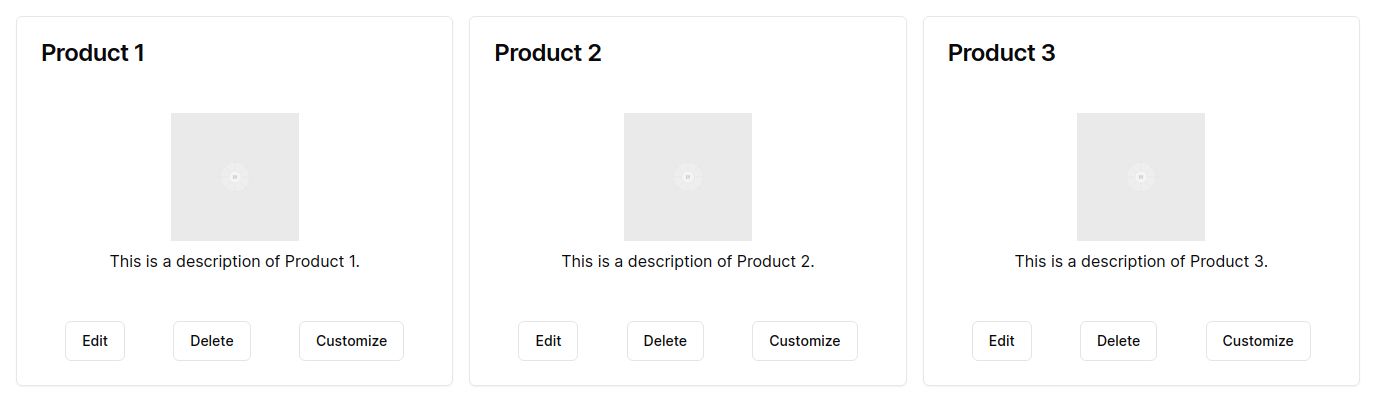 Product 1
This is a description of Product 1.
Edit
Delete
Customize
Product 2
This is a description of Product 2.
Edit
Delete
Customize
Product 3
This is a description of Product 3.
Edit
Delete
Customize